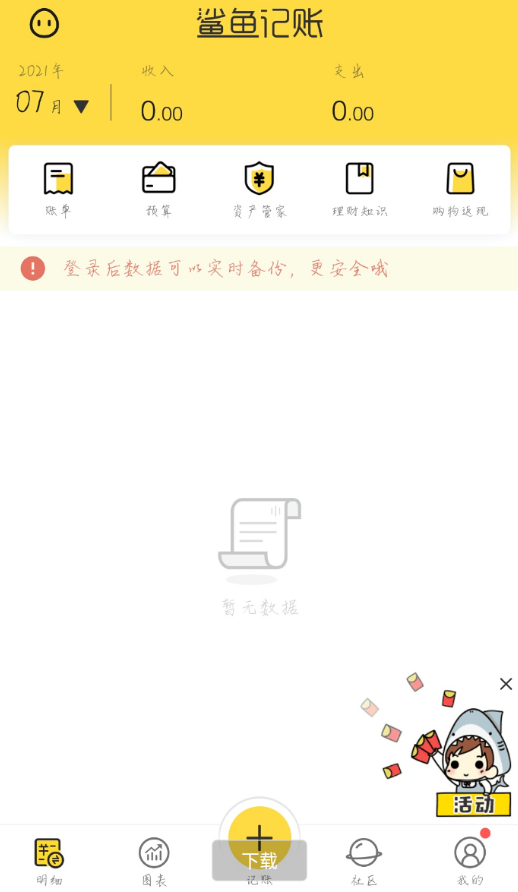 鲨鱼记账
2021年 收入 支出
07月 0.00 0.00
账单 预算 资产管家 理财知识 购物返现
登录后数据可以实时备份，更安全哦
暂无数据
活动
下载
明细 图表 记账 社区 我的